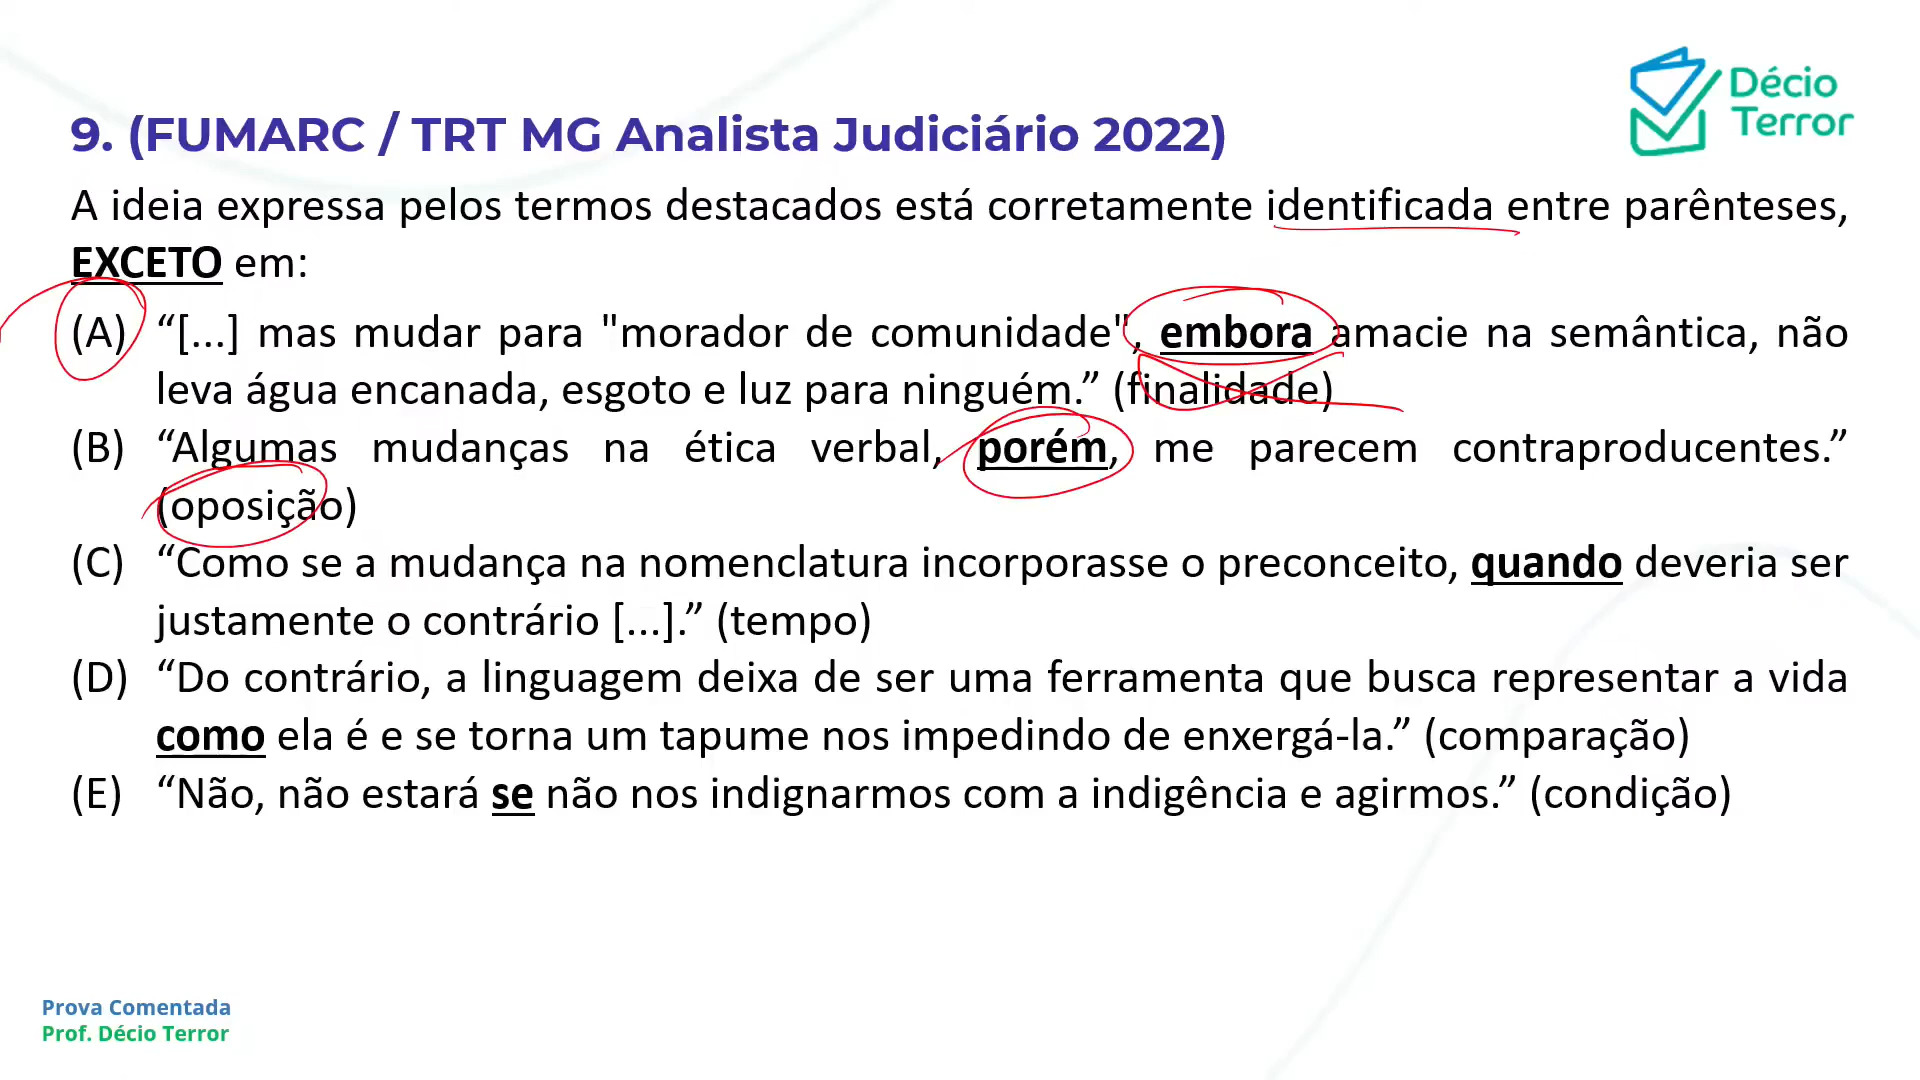 Décio
Terror
9. (FUMARC / TRT MG Analista Judiciário 2022)
A ideia expressa pelos termos destacados está corretamente identificada entre parênteses,
EXCETO em:
(A) “[...] mas mudar para "morador de comunidade", embora amacie na semântica, não
leva água encanada, esgoto e luz para ninguém.” (finalidade)
(B) “Algumas mudanças na ética verbal, porém, me parecem contraproducentes.”
(oposição)
(C) “Como se a mudança na nomenclatura incorporasse o preconceito, quando deveria ser
justamente o contrário [...].” (tempo)
(D) “Do contrário, a linguagem deixa de ser uma ferramenta que busca representar a vida
como ela é e se torna um tapume nos impedindo de enxergá-la.” (comparação)
(E) “Não, não estará se não nos indignarmos com a indigência e agirmos.” (condição)
Prova Comentada
Prof. Décio Terror